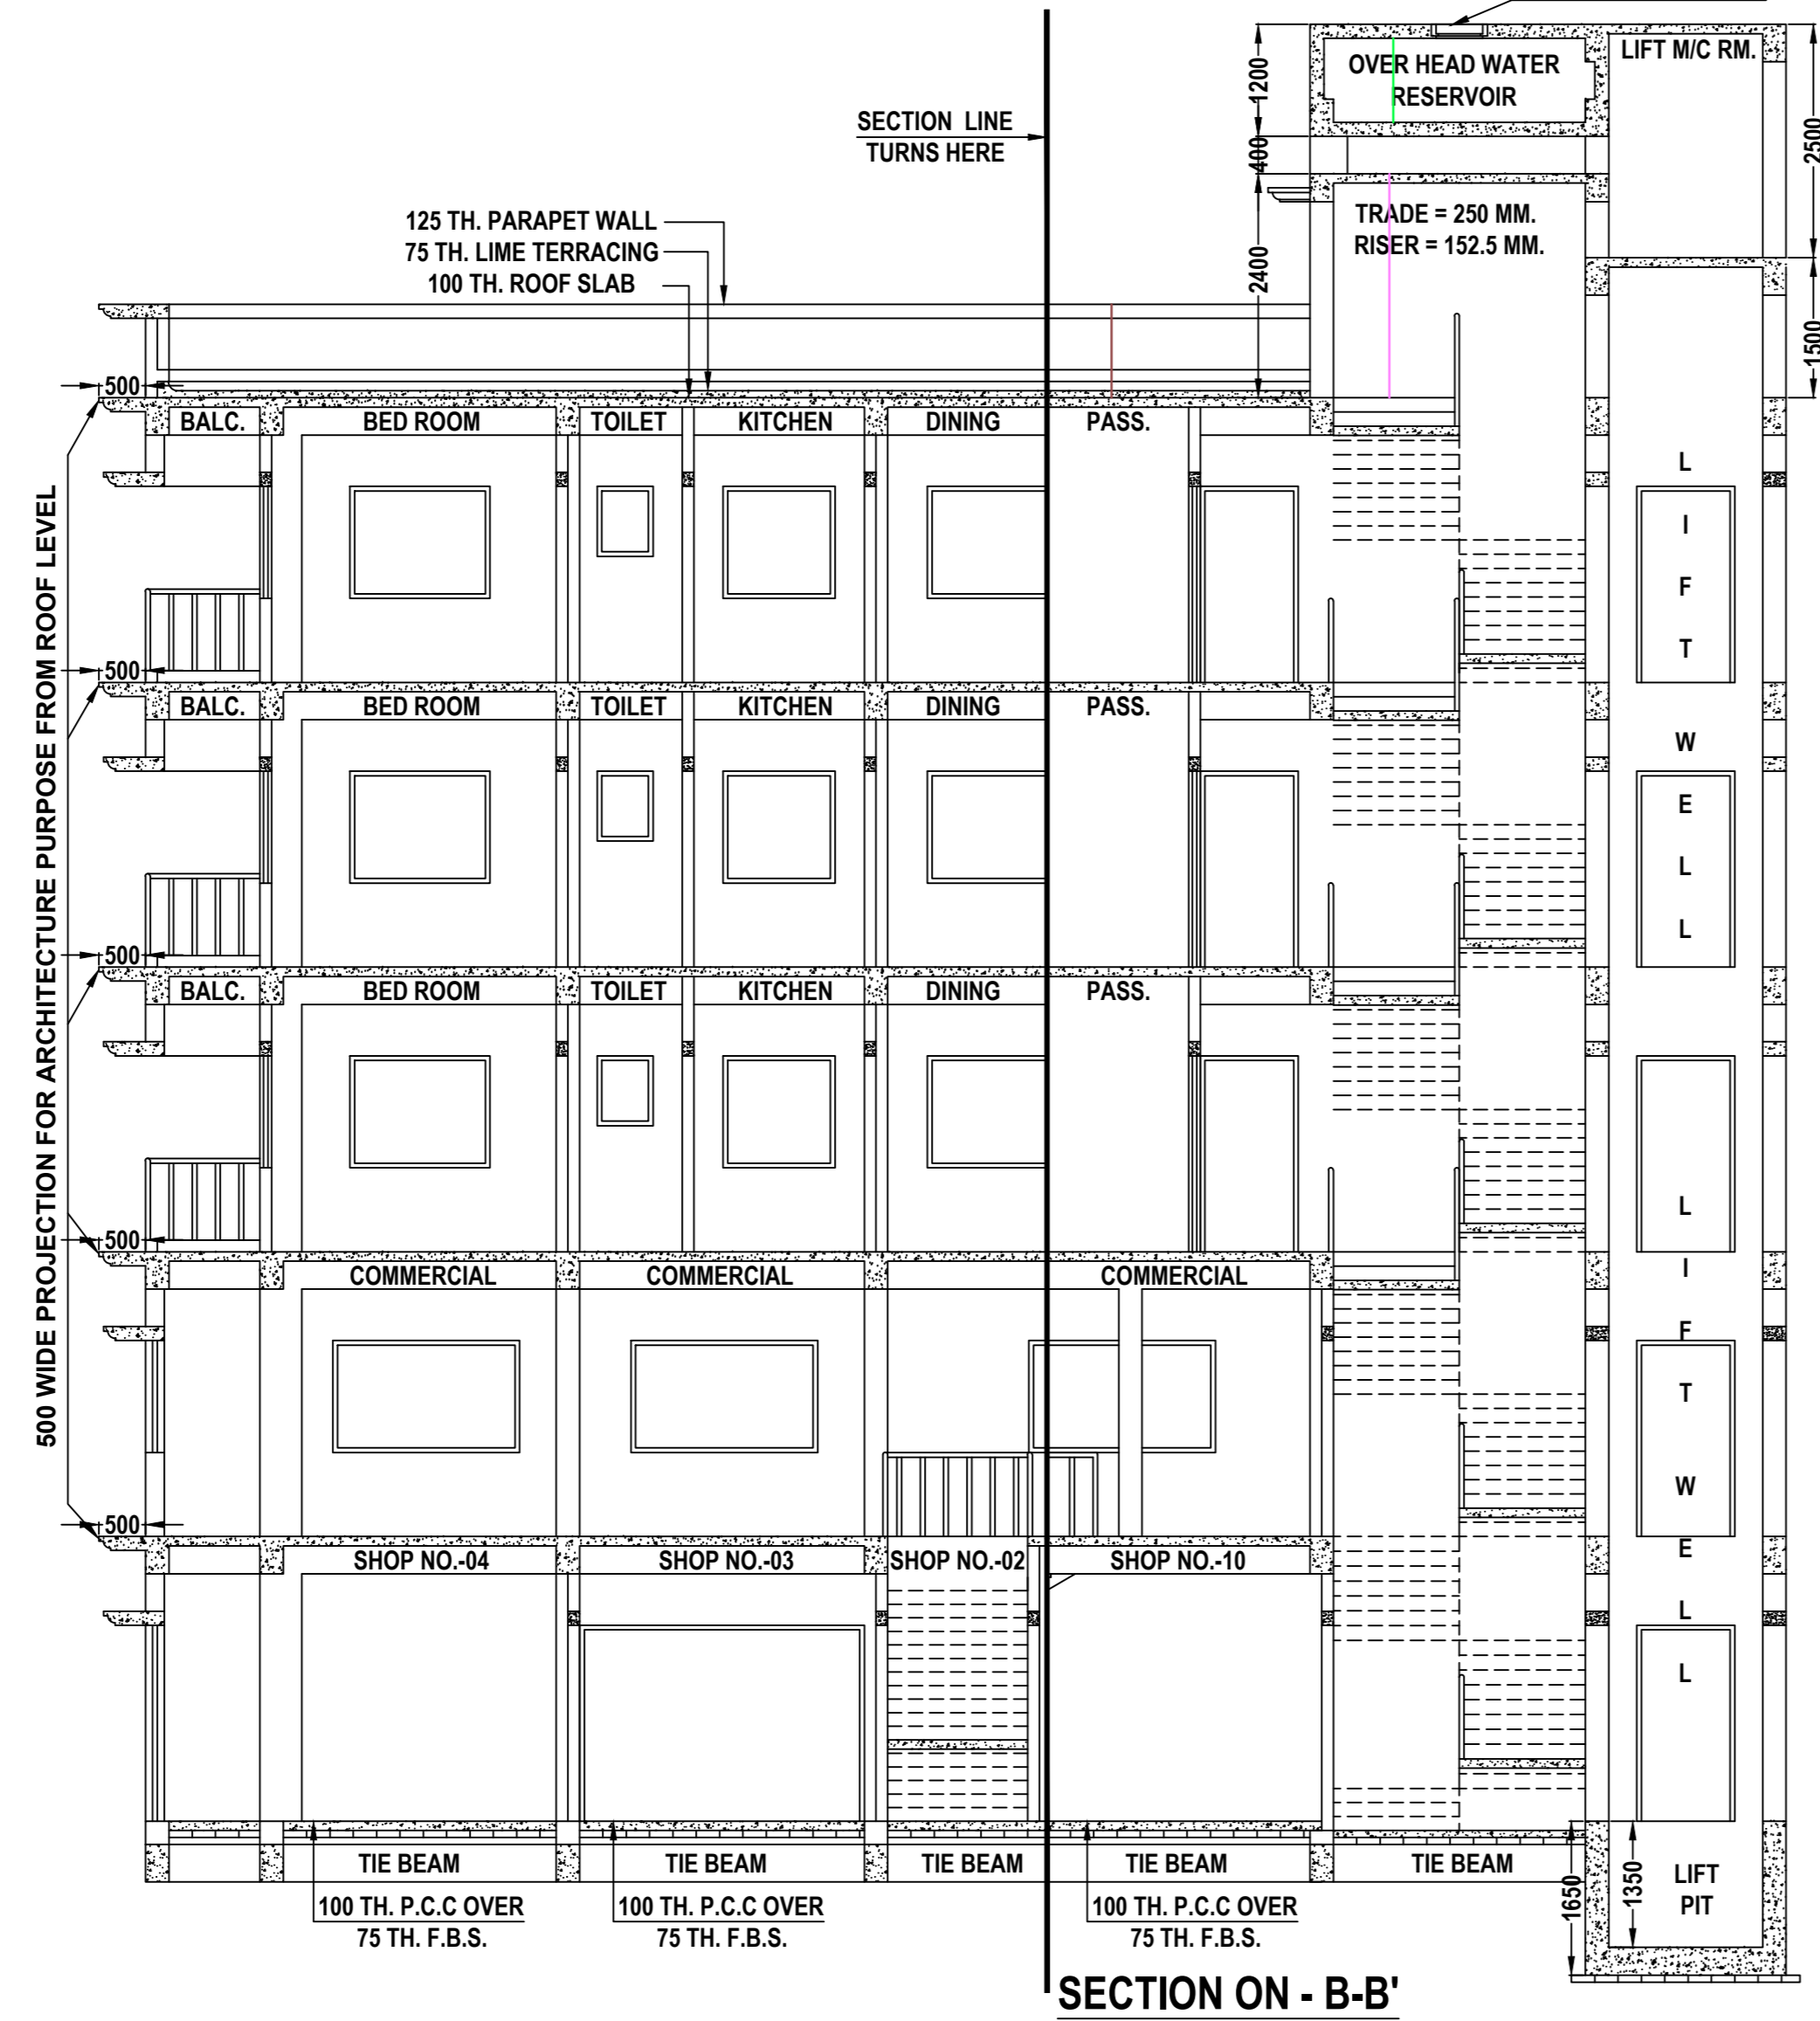 OVER HEAD WATER
RESERVOIR
LIFT M/C RM.
1200
400
2400
2500
1500
SECTION LINE
TURNS HERE
TRADE = 250 MM.
RISER = 152.5 MM.
125 TH. PARAPET WALL
75 TH. LIME TERRACING
100 TH. ROOF SLAB
500 WIDE PROJECTION FOR ARCHITECTURE PURPOSE FROM ROOF LEVEL
500
BALC. BED ROOM TOILET KITCHEN DINING PASS.
500
BALC. BED ROOM TOILET KITCHEN DINING PASS.
500
BALC. BED ROOM TOILET KITCHEN DINING PASS.
500
COMMERCIAL COMMERCIAL COMMERCIAL
500
SHOP NO.-04 SHOP NO.-03 SHOP NO.-02 SHOP NO.-10
LIFT WELL
LIFT WELL
TIE BEAM TIE BEAM TIE BEAM TIE BEAM TIE BEAM
1650
1350
LIFT
PIT
100 TH. P.C.C OVER
75 TH. F.B.S.
100 TH. P.C.C OVER
75 TH. F.B.S.
100 TH. P.C.C OVER
75 TH. F.B.S.
SECTION ON - B-B'